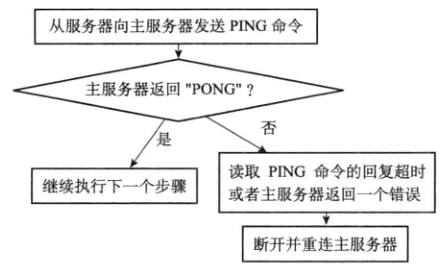 从服务器向主服务器发送 PING 命令
主服务器返回 "PONG" ?
是
否
继续执行下一个步骤
读取 PING 命令的回复超时
或者主服务器返回一个错误
断开并重连主服务器